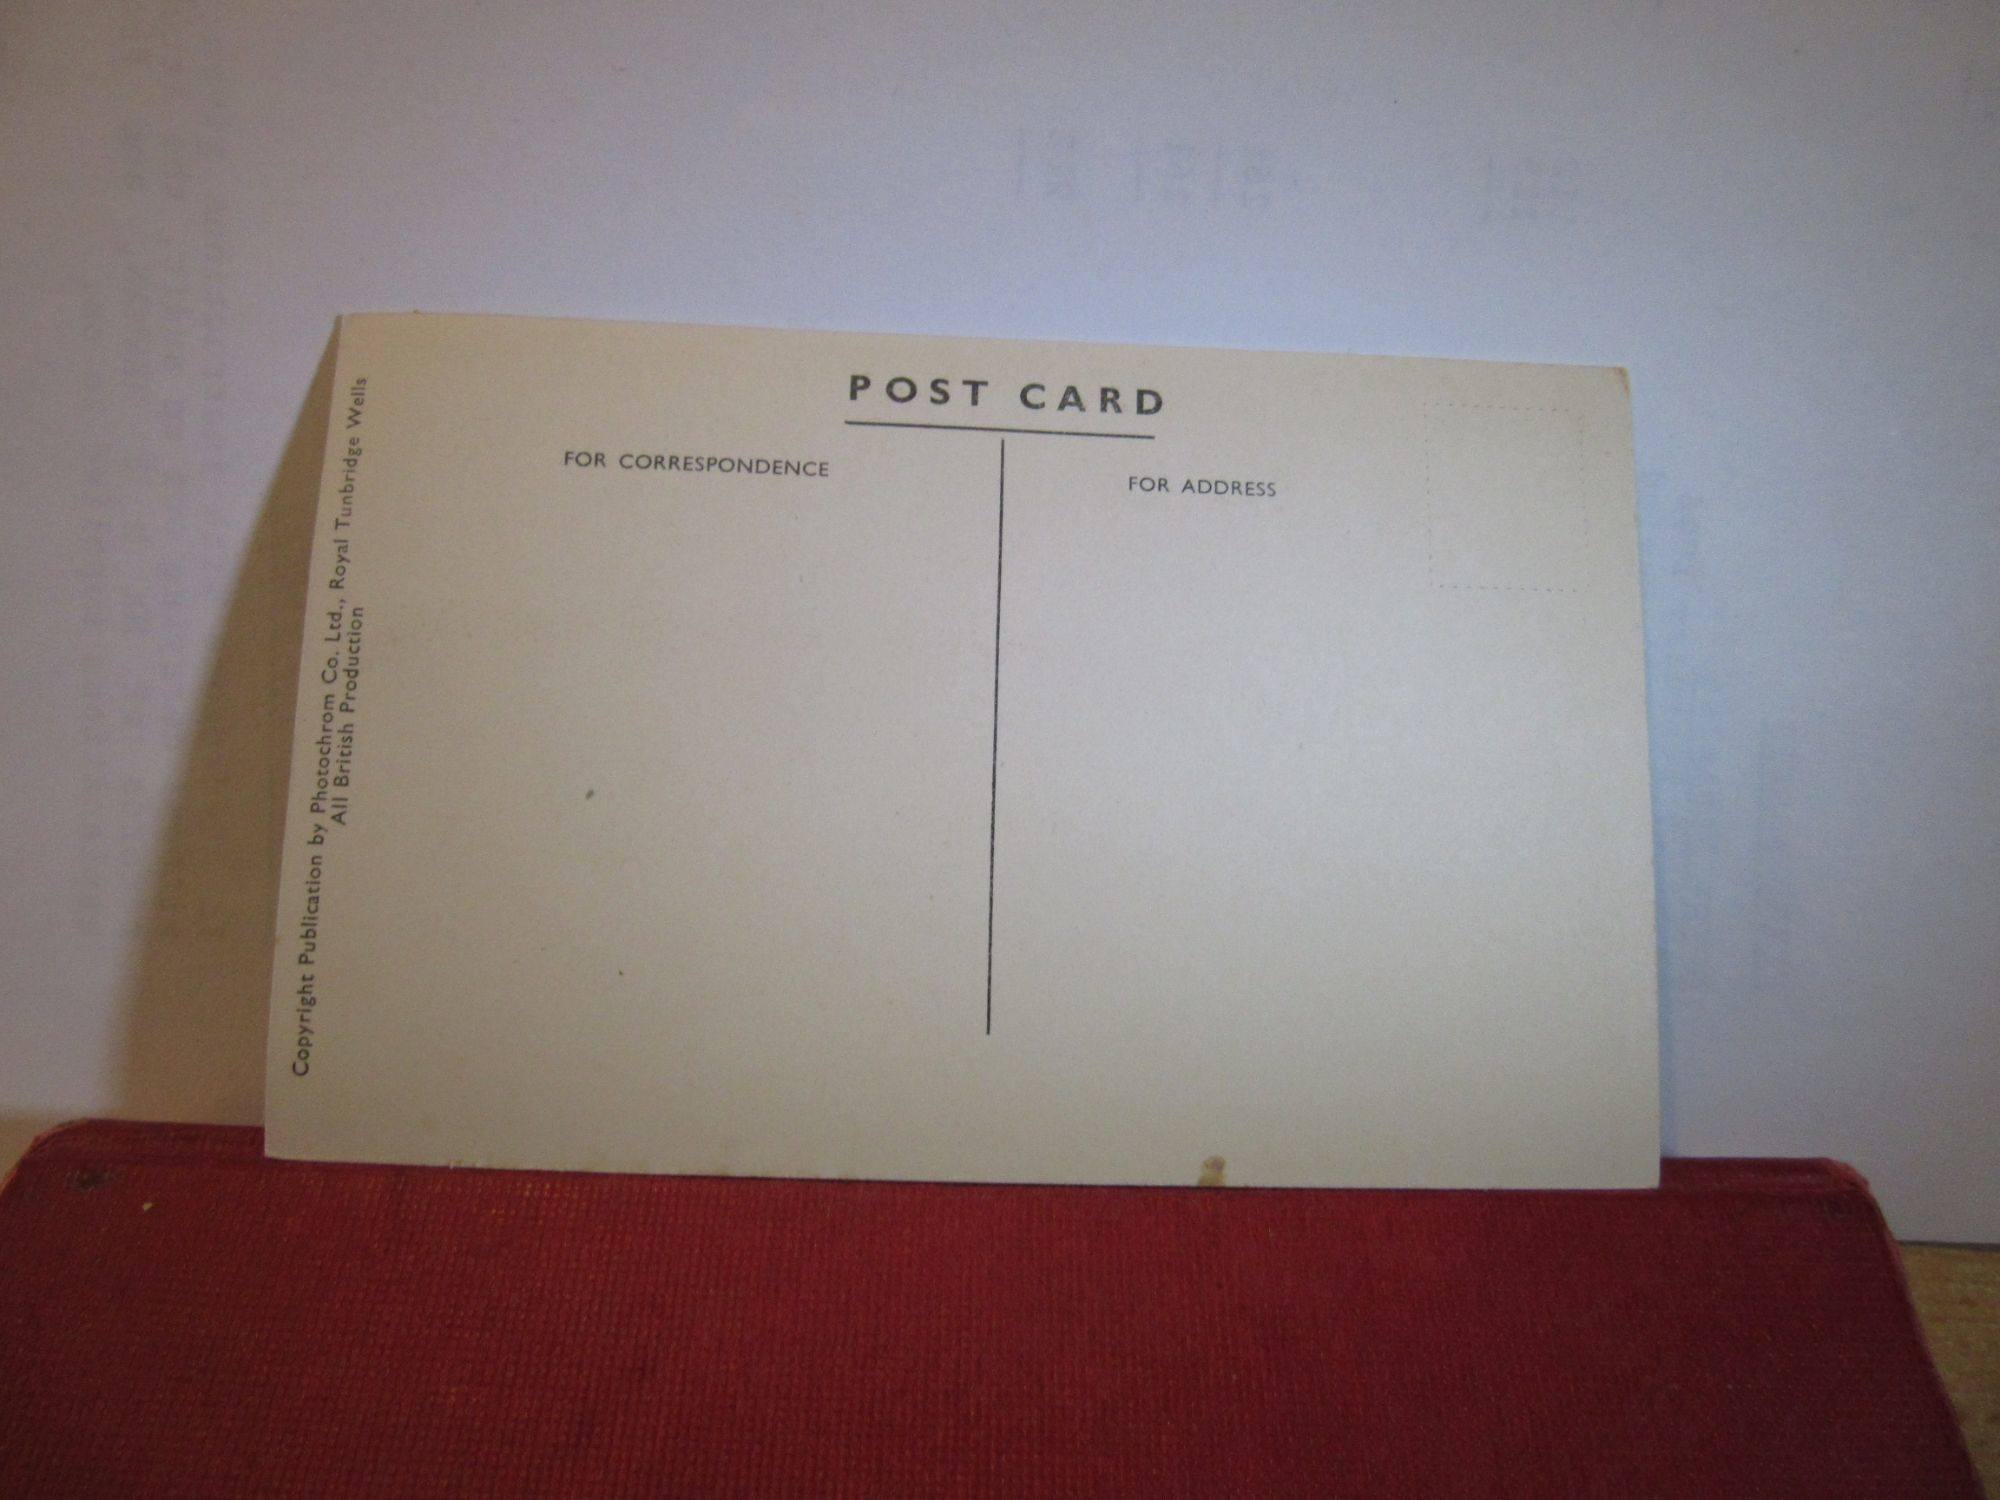 POST CARD
FOR CORRESPONDENCE
FOR ADDRESS
Copyright Publication by Photochrom Co. Ltd., Royal Tunbridge Wells
All British Production